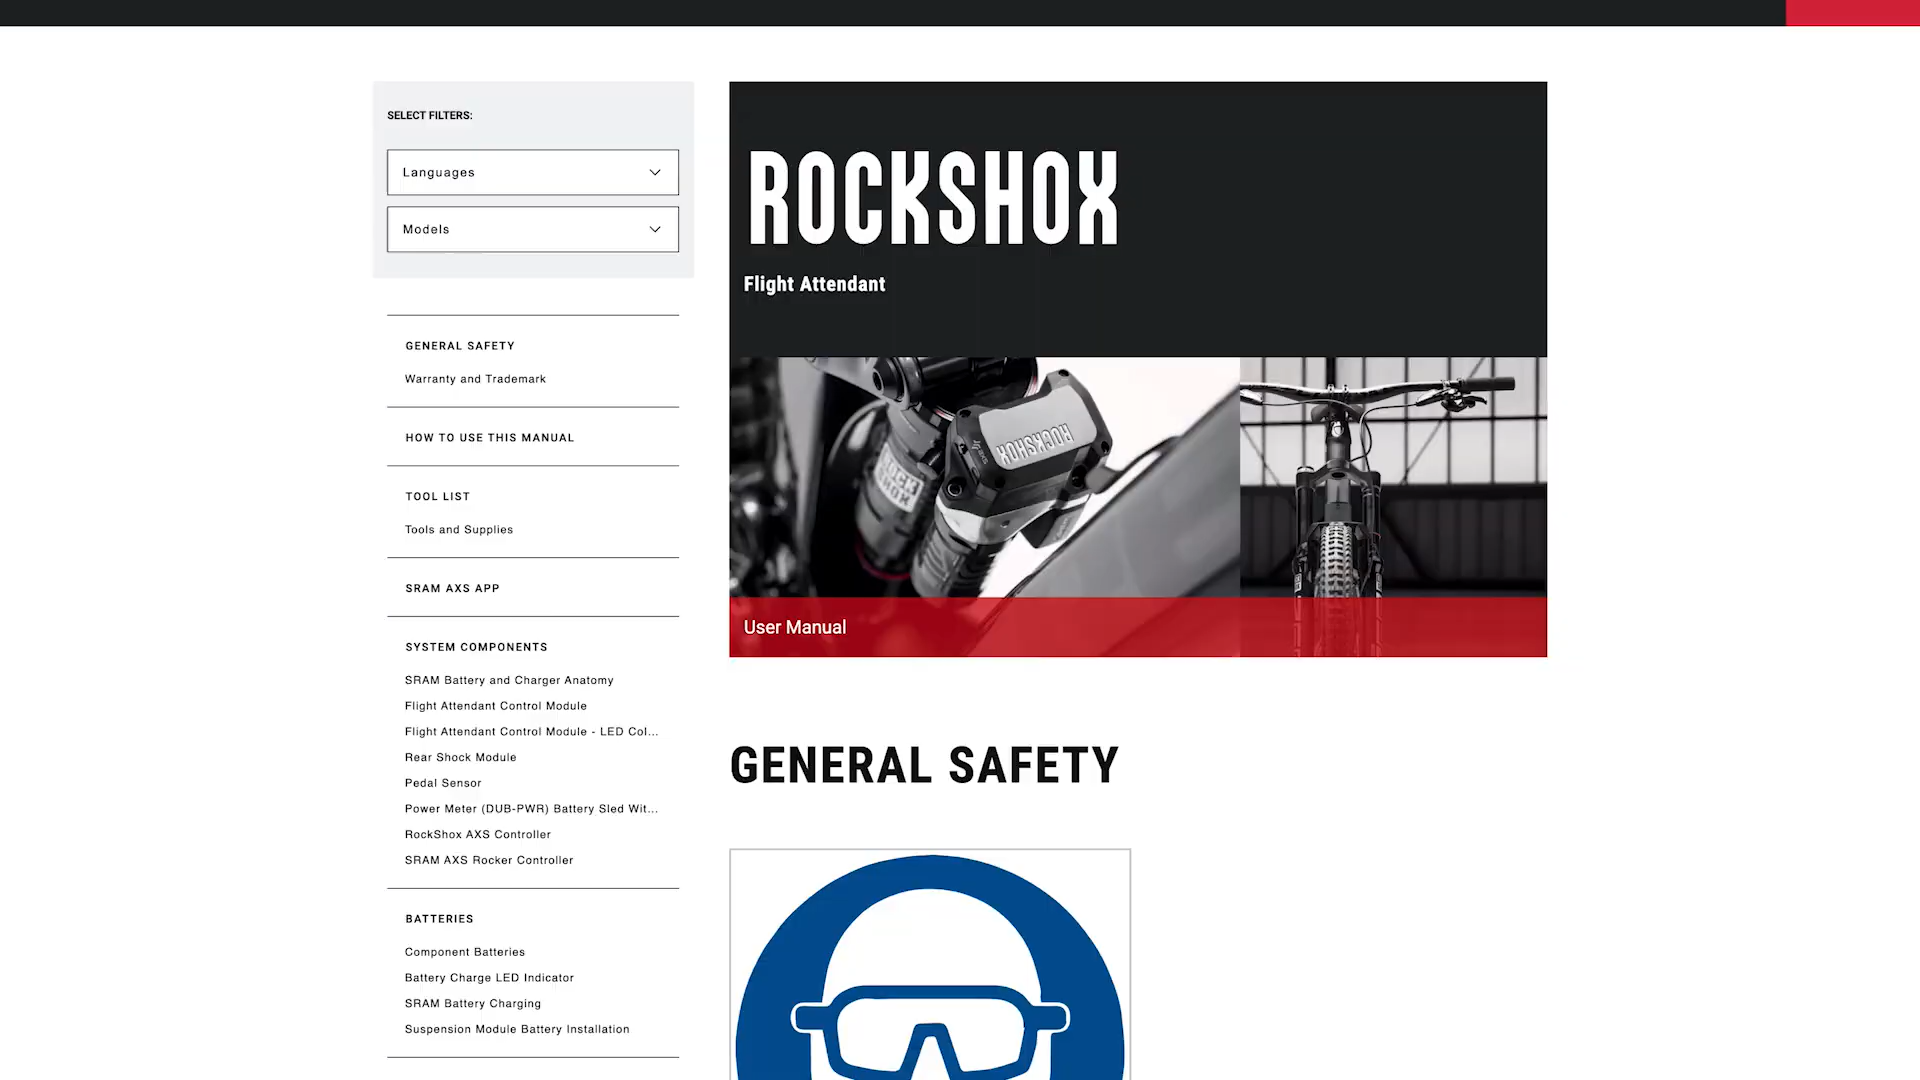 SELECT FILTERS:
Languages
Models
GENERAL SAFETY
Warranty and Trademark
HOW TO USE THIS MANUAL
TOOL LIST
Tools and Supplies
SRAM AXS APP
SYSTEM COMPONENTS
SRAM Battery and Charger Anatomy
Flight Attendant Control Module
Flight Attendant Control Module - LED Col...
Rear Shock Module
Pedal Sensor
Power Meter (DUB-PWR) Battery Sled Wit...
RockShox AXS Controller
SRAM AXS Rocker Controller
BATTERIES
Component Batteries
Battery Charge LED Indicator
SRAM Battery Charging
Suspension Module Battery Installation
ROCKSHOX
Flight Attendant
ROCKSHOX
ROCK
SHOX
User Manual
GENERAL SAFETY